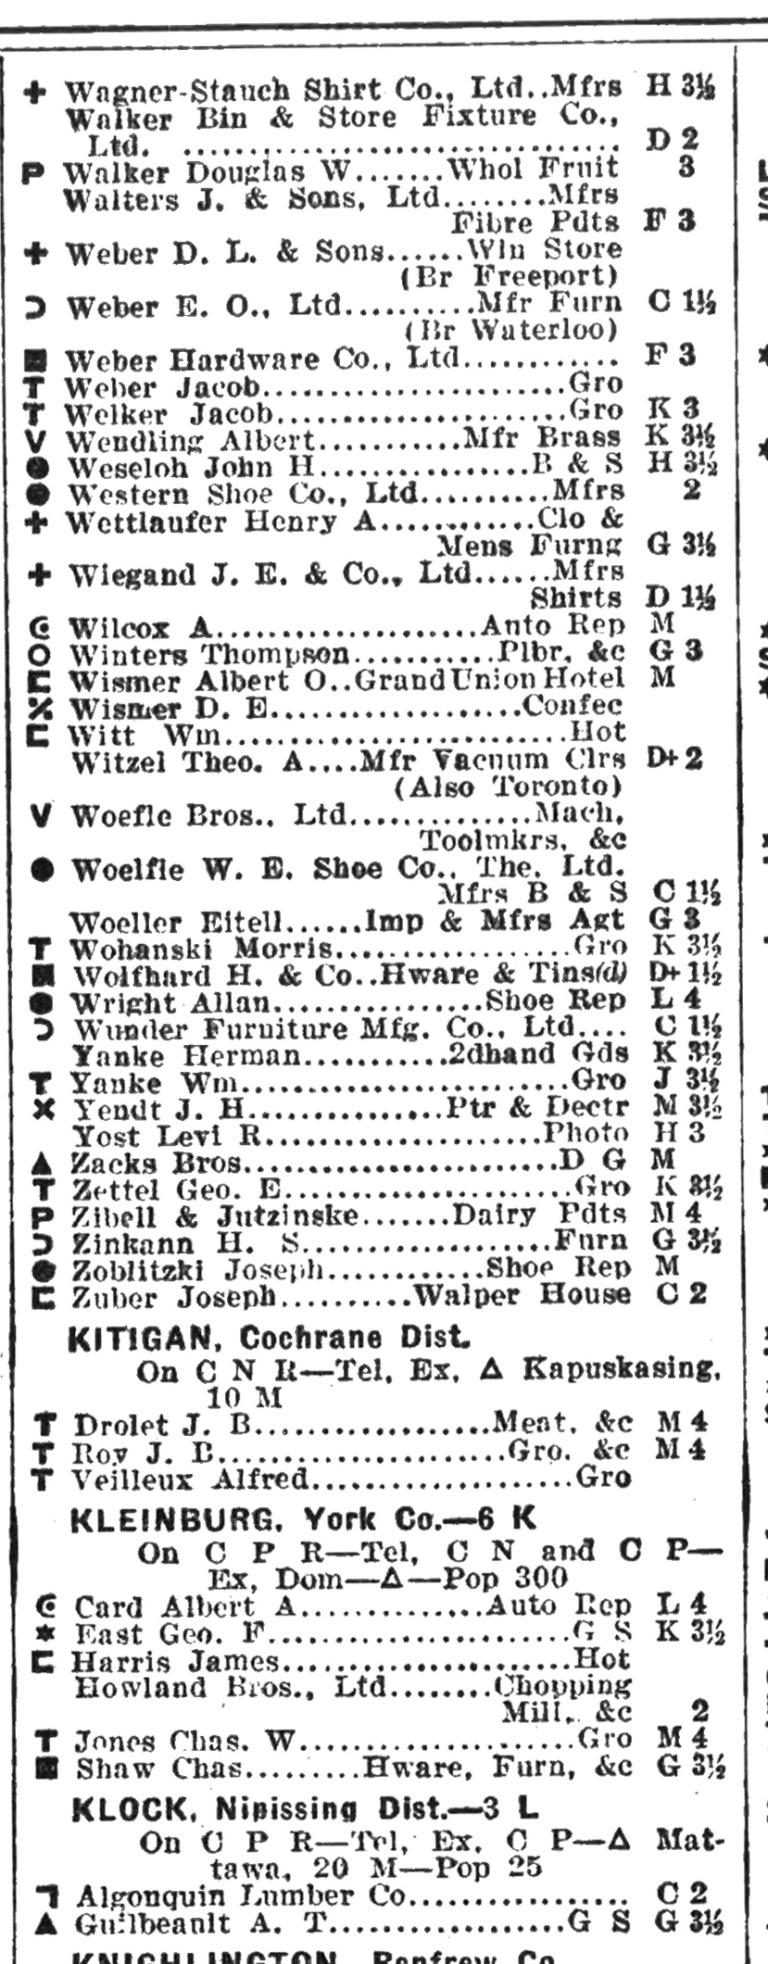 ✚ Wagner-Stauch Shirt Co., Ltd..Mfrs H 3½
Walker Bin & Store Fixture Co.,
Ltd. .................................. D 2
P Walker Douglas W.......Whol Fruit 3
Walters J. & Sons, Ltd........Mfrs
Fibre Pdts F 3
✚ Weber D. L. & Sons......Win Store
(Br Freeport)
Ɔ Weber E. O., Ltd..........Mfr Furn C 1½
(Br Waterloo)
■ Weber Hardware Co., Ltd............ F 3
T Weber Jacob.......................Gro
T Welker Jacob......................Gro K 3
V Wendling Albert...........Mfr Brass K 3½
● Weseloh John H................B & S H 3½
● Western Shoe Co., Ltd.........Mfrs 2
✚ Wettlaufer Henry A............Clo &
Mens Furng G 3½
✚ Wiegand J. E. & Co., Ltd......Mfrs
Shirts D 1½
Wilcox A....................Auto Rep M
O Winters Thompson...........Plbr, &c G 3
⊏ Wismer Albert O..Grand Union Hotel M
Wismer D. E...................Confec
⊏ Witt Wm...........................Hot
Witzel Theo. A....Mfr Vacuum Clrs D+ 2
(Also Toronto)
V Woefle Bros., Ltd..............Mach,
Toolmkrs, &c
● Woelfle W. E. Shoe Co., The, Ltd.
Mfrs B & S C 1½
Woeller Eitell......Imp & Mfrs Agt G 3
T Wohanski Morris..................Gro K 3½
■ Wolfhard H. & Co..Hware & Tins(d) D+ 1½
● Wright Allan................Shoe Rep L 4
Ɔ Wunder Furniture Mfg. Co., Ltd.... C 1½
Yanke Herman...........2dhand Gds K 3½
T Yanke Wm.........................Gro J 3½
✖ Yendt J. H...............Ptr & Dectr M 3½
Yost Levi R.....................Photo H 3
▲ Zacks Bros........................D G M
T Zettel Geo. E.....................Gro K 3½
P Zibell & Jutzinske.......Dairy Pdts M 4
Ɔ Zinkann H. S...................Furn G 3½
● Zoblitzki Joseph............Shoe Rep M
⊏ Zuber Joseph..........Walper House C 2
KITIGAN, Cochrane Dist.
On C N R—Tel, Ex, Δ Kapuskasing,
10 M
T Drolet J. B..................Meat, &c M 4
T Roy J. B......................Gro, &c M 4
T Veilleux Alfred....................Gro
KLEINBURG, York Co.—6 K
On C P R—Tel, C N and C P—
Ex, Dom—Δ—Pop 300
Card Albert A..............Auto Rep L 4
★ East Geo. F.......................G S K 3½
⊏ Harris James......................Hot
Howland Bros., Ltd........Chopping
Mill, &c 2
T Jones Chas. W.....................Gro M 4
■ Shaw Chas.........Hware, Furn, &c G 3½
KLOCK, Nipissing Dist.—3 L
On C P R—Tel, Ex, C P—Δ Mat-
tawa, 20 M—Pop 25
Algonquin Lumber Co................ C 2
▲ Guilbeault A. T..................G S G 3½
KNIGHLINGTON, Renfrew Co